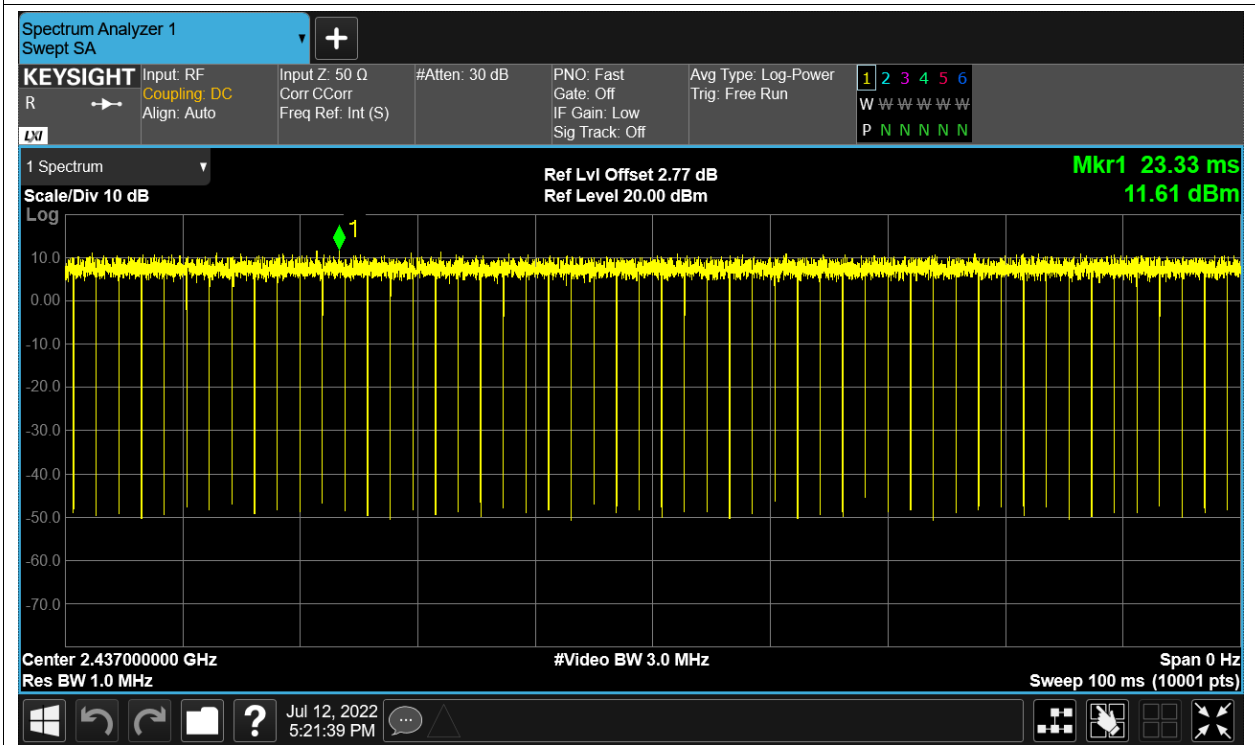 Spectrum Analyzer 1
Swept SA
+
KEYSIGHT
R
LXI
Input: RF
Coupling: DC
Align: Auto
Input Z: 50 Ω
Corr CCorr
Freq Ref: Int (S)
#Atten: 30 dB
PNO: Fast
Gate: Off
IF Gain: Low
Sig Track: Off
Avg Type: Log-Power
Trig: Free Run
1 2 3 4 5 6
W W W W W W
P N N N N N
1 Spectrum
Scale/Div 10 dB
Log
Ref Lvl Offset 2.77 dB
Ref Level 20.00 dBm
Mkr1 23.33 ms
11.61 dBm
1
10.0
0.00
-10.0
-20.0
-30.0
-40.0
-50.0
-60.0
-70.0
Center 2.437000000 GHz
#Video BW 3.0 MHz
Span 0 Hz
Res BW 1.0 MHz
Sweep 100 ms (10001 pts)
?
Jul 12, 2022
5:21:39 PM